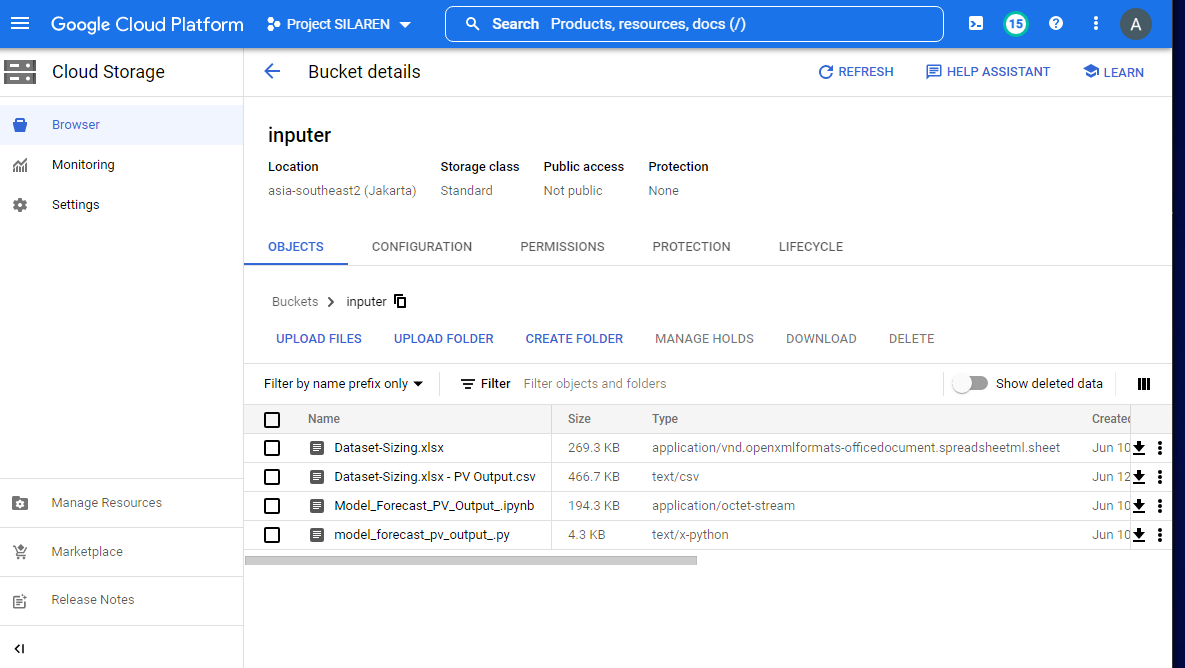 Google Cloud Platform Project SILAREN Search Products, resources, docs (/) 15 A
Cloud Storage
Bucket details REFRESH HELP ASSISTANT LEARN
Browser
Monitoring
Settings
Manage Resources
Marketplace
Release Notes
inputer
Location Storage class Public access Protection
asia-southeast2 (Jakarta) Standard Not public None
OBJECTS CONFIGURATION PERMISSIONS PROTECTION LIFECYCLE
Buckets inputer
UPLOAD FILES UPLOAD FOLDER CREATE FOLDER MANAGE HOLDS DOWNLOAD DELETE
Filter by name prefix only Filter Filter objects and folders Show deleted data
Name Size Type Created
Dataset-Sizing.xlsx 269.3 KB application/vnd.openxmlformats-officedocument.spreadsheetml.sheet Jun 10
Dataset-Sizing.xlsx - PV Output.csv 466.7 KB text/csv Jun 12
Model_Forecast_PV_Output_.ipynb 194.3 KB application/octet-stream Jun 10
model_forecast_pv_output_.py 4.3 KB text/x-python Jun 10